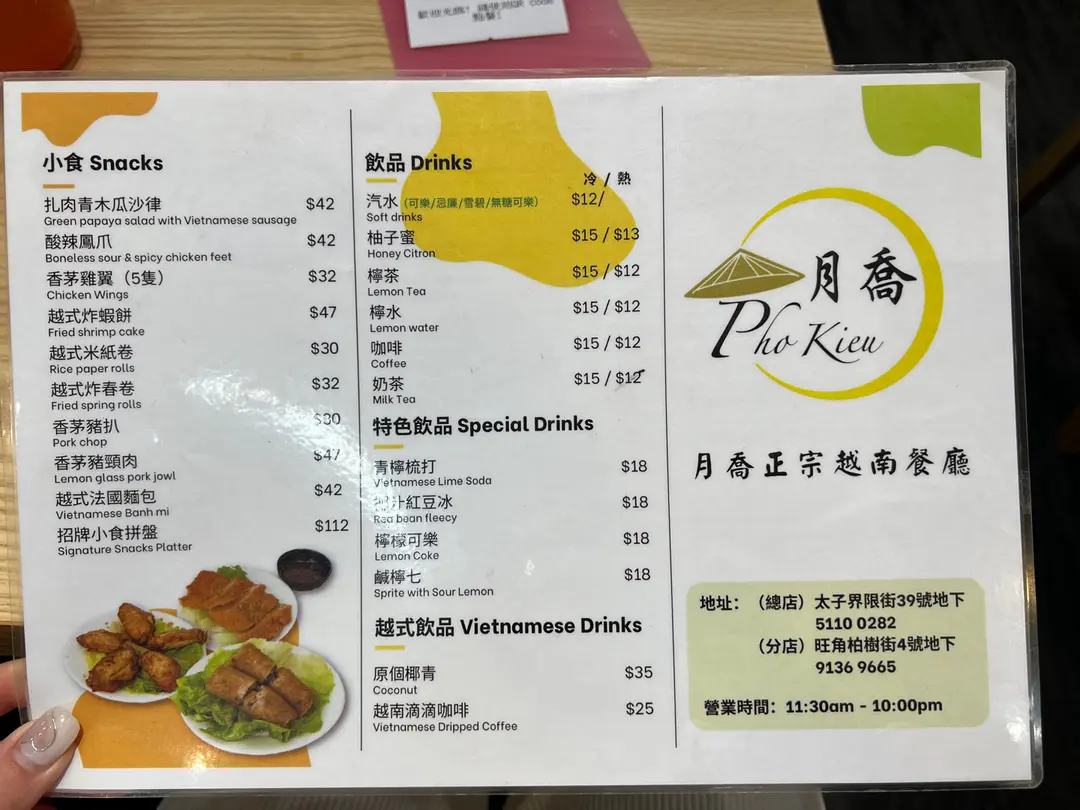 小食 Snacks
扎肉青木瓜沙律 $42
Green papaya salad with Vietnamese sausage
酸辣鳳爪 $42
Boneless sour & spicy chicken feet
香茅雞翼（5隻） $32
Chicken Wings
越式炸蝦餅 $47
Fried shrimp cake
越式米紙卷 $30
Rice paper rolls
越式炸春卷 $32
Fried spring rolls
香茅豬扒
Pork chop
香茅豬頸肉 $47
Lemon glass pork jowl
越式法國麵包 $42
Vietnamese Banh mi
招牌小食拼盤 $112
Signature Snacks Platter
飲品 Drinks
冷 / 熱
汽水（可樂/忌廉/雪碧/無糖可樂） $12/
Soft drinks
柚子蜜 $15 / $13
Honey Citron
檸茶 $15 / $12
Lemon Tea
檸水 $15 / $12
Lemon water
咖啡 $15 / $12
Coffee
奶茶 $15 / $12
Milk Tea
特色飲品 Special Drinks
青檸梳打 $18
Vietnamese Lime Soda
汁紅豆冰 $18
Red bean fleecy
檸檬可樂 $18
Lemon Coke
鹹檸七 $18
Sprite with Sour Lemon
越式飲品 Vietnamese Drinks
原個椰青 $35
Coconut
越南滴滴咖啡 $25
Vietnamese Dripped Coffee
月喬
Pho Kieu
月喬正宗越南餐廳
地址：（總店）太子界限街39號地下
5110 0282
（分店）旺角柏樹街4號地下
9136 9665
營業時間：11:30am - 10:00pm